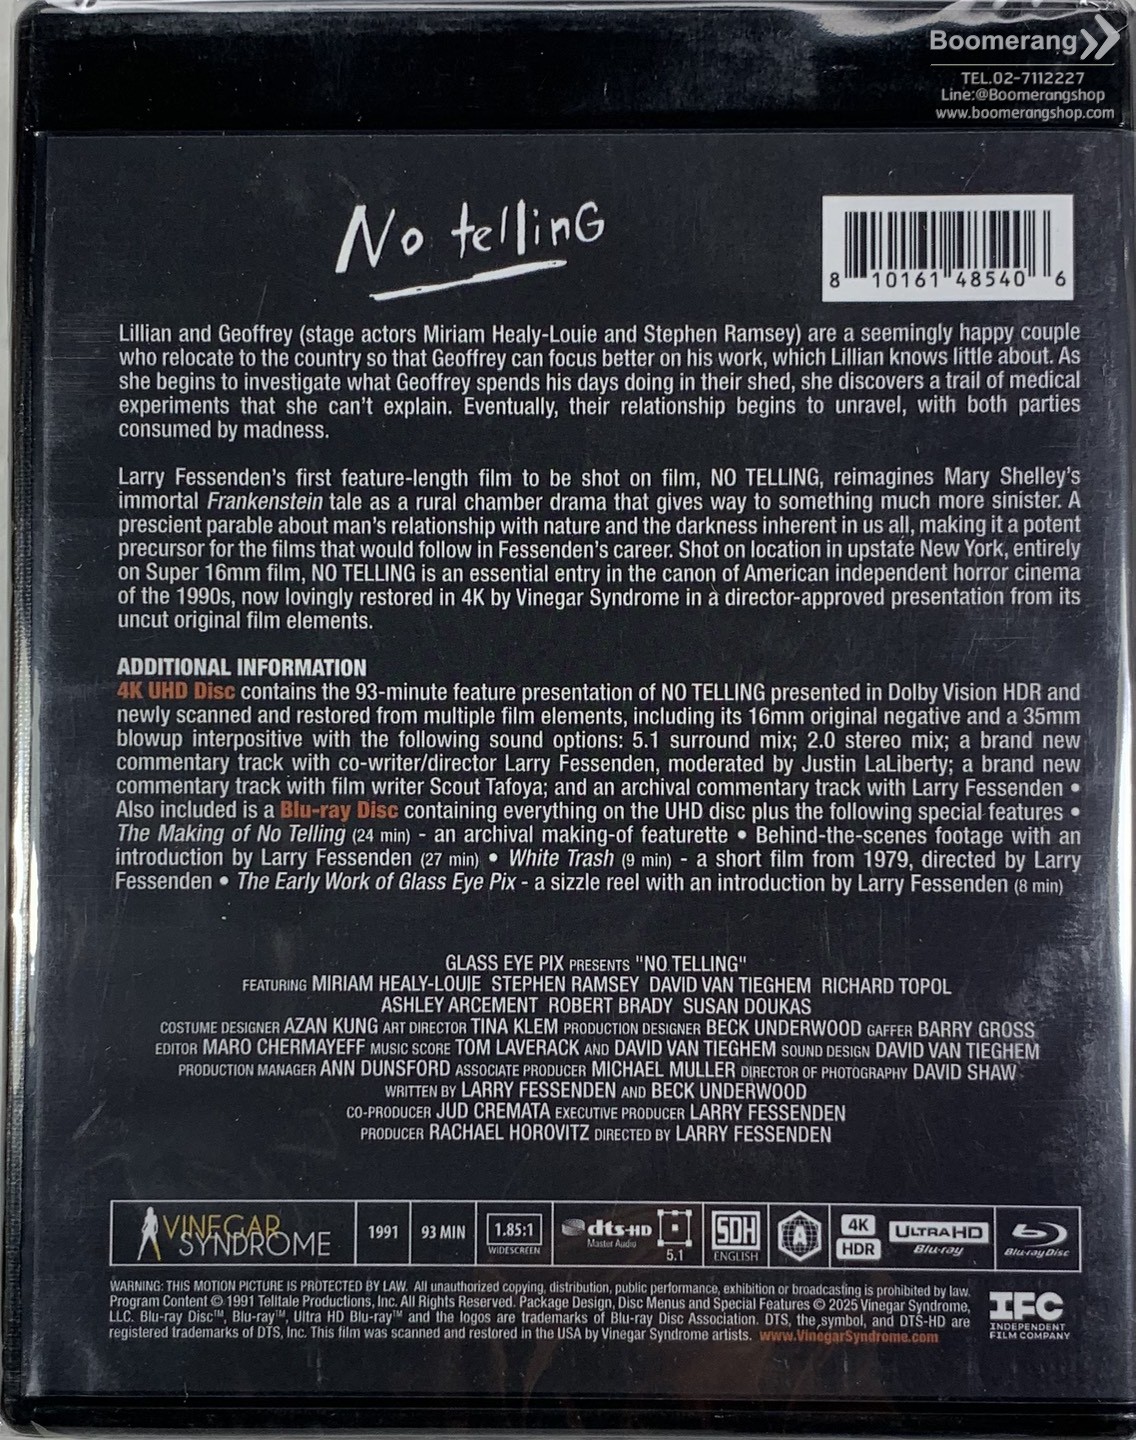 Boomerang
TEL.02-7112227
Line:@Boomerangshop
www.boomerangshop.com
No telling
8 10161 48540 6
Lillian and Geoffrey (stage actors Miriam Healy-Louie and Stephen Ramsey) are a seemingly happy couple
who relocate to the country so that Geoffrey can focus better on his work, which Lillian knows little about. As
she begins to investigate what Geoffrey spends his days doing in their shed, she discovers a trail of medical
experiments that she can't explain. Eventually, their relationship begins to unravel, with both parties
consumed by madness.
Larry Fessenden's first feature-length film to be shot on film, NO TELLING, reimagines Mary Shelley's
immortal Frankenstein tale as a rural chamber drama that gives way to something much more sinister. A
prescient parable about man's relationship with nature and the darkness inherent in us all, making it a potent
precursor for the films that would follow in Fessenden's career. Shot on location in upstate New York, entirely
on Super 16mm film, NO TELLING is an essential entry in the canon of American independent horror cinema
of the 1990s, now lovingly restored in 4K by Vinegar Syndrome in a director-approved presentation from its
uncut original film elements.
ADDITIONAL INFORMATION
4K UHD Disc contains the 93-minute feature presentation of NO TELLING presented in Dolby Vision HDR and
newly scanned and restored from multiple film elements, including its 16mm original negative and a 35mm
blowup interpositive with the following sound options: 5.1 surround mix; 2.0 stereo mix; a brand new
commentary track with co-writer/director Larry Fessenden, moderated by Justin LaLiberty; a brand new
commentary track with film writer Scout Tafoya; and an archival commentary track with Larry Fessenden •
Also included is a Blu-ray Disc containing everything on the UHD disc plus the following special features •
The Making of No Telling (24 min) - an archival making-of featurette • Behind-the-scenes footage with an
introduction by Larry Fessenden (27 min) • White Trash (9 min) - a short film from 1979, directed by Larry
Fessenden • The Early Work of Glass Eye Pix - a sizzle reel with an introduction by Larry Fessenden (8 min)
GLASS EYE PIX PRESENTS "NO TELLING"
FEATURING MIRIAM HEALY-LOUIE STEPHEN RAMSEY DAVID VAN TIEGHEM RICHARD TOPOL
ASHLEY ARCEMENT ROBERT BRADY SUSAN DOUKAS
COSTUME DESIGNER AZAN KUNG ART DIRECTOR TINA KLEM PRODUCTION DESIGNER BECK UNDERWOOD GAFFER BARRY GROSS
EDITOR MARO CHERMAYEFF MUSIC SCORE TOM LAVERACK AND DAVID VAN TIEGHEM SOUND DESIGN DAVID VAN TIEGHEM
PRODUCTION MANAGER ANN DUNSFORD ASSOCIATE PRODUCER MICHAEL MULLER DIRECTOR OF PHOTOGRAPHY DAVID SHAW
WRITTEN BY LARRY FESSENDEN AND BECK UNDERWOOD
CO-PRODUCER JUD CREMATA EXECUTIVE PRODUCER LARRY FESSENDEN
PRODUCER RACHAEL HOROVITZ DIRECTED BY LARRY FESSENDEN
VINEGAR SYNDROME 1991 93 MIN 1.85:1 WIDESCREEN dts-HD Master Audio 5.1 SDH ENGLISH A 4K HDR ULTRA HD Blu-ray Blu-ray Disc
WARNING: THIS MOTION PICTURE IS PROTECTED BY LAW. All unauthorized copying, distribution, public performance, exhibition or broadcasting is prohibited by law.
Program Content © 1991 Telltale Productions, Inc. All Rights Reserved. Package Design, Disc Menus and Special Features © 2025 Vinegar Syndrome,
LLC. Blu-ray Disc™, Blu-ray™, Ultra HD Blu-ray™ and the logos are trademarks of Blu-ray Disc Association. DTS, the symbol, and DTS-HD are
registered trademarks of DTS, Inc. This film was scanned and restored in the USA by Vinegar Syndrome artists. www.VinegarSyndrome.com
IFC
INDEPENDENT
FILM COMPANY